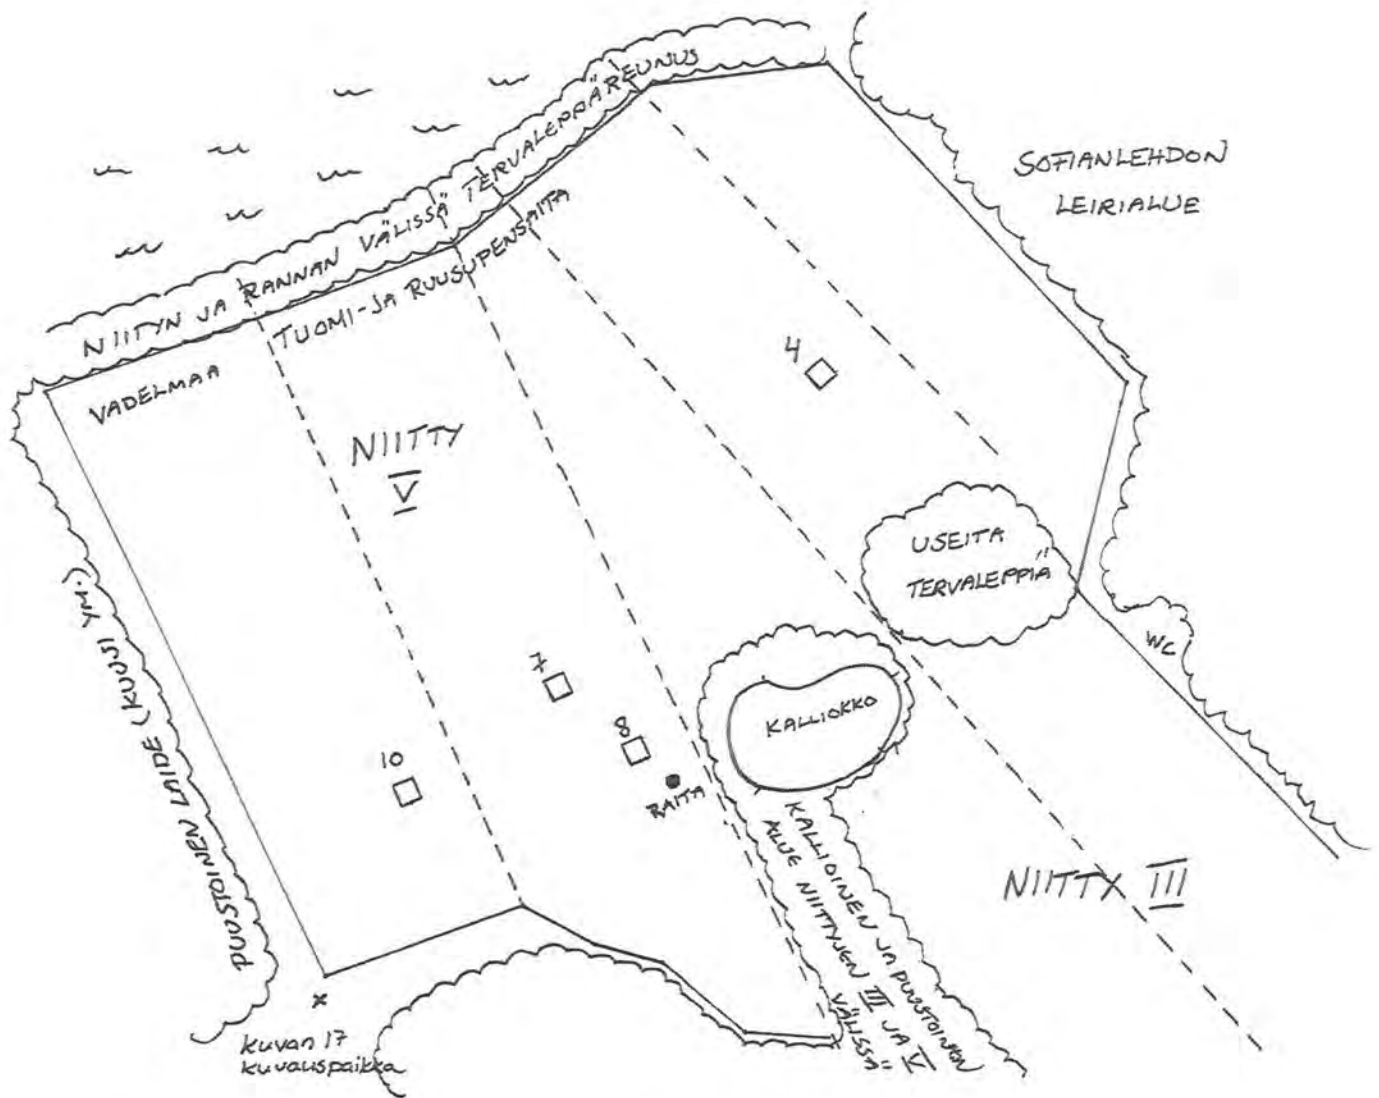 NIITYN JA RANNAN VÄLISSÄ TERVALEPPÄREUNUS
SOFIANLEHDON
LEIRIALUE
TUOMI-JA RUUSUPENSAITA
VADELMAA
4
NIITTY
V
USEITA
TERVALEPPIÄ
WC
PUUSTOINEN LAIDE (KUUSI YM.)
7
8
10
RAITA
KALLIOKKO
KALLIOINEN JA PUUSTOINEN
ALUE NIITTYJEN III JA V
VÄLISSÄ
NIITTY III
x
kuvan 17
kuvauspaikka